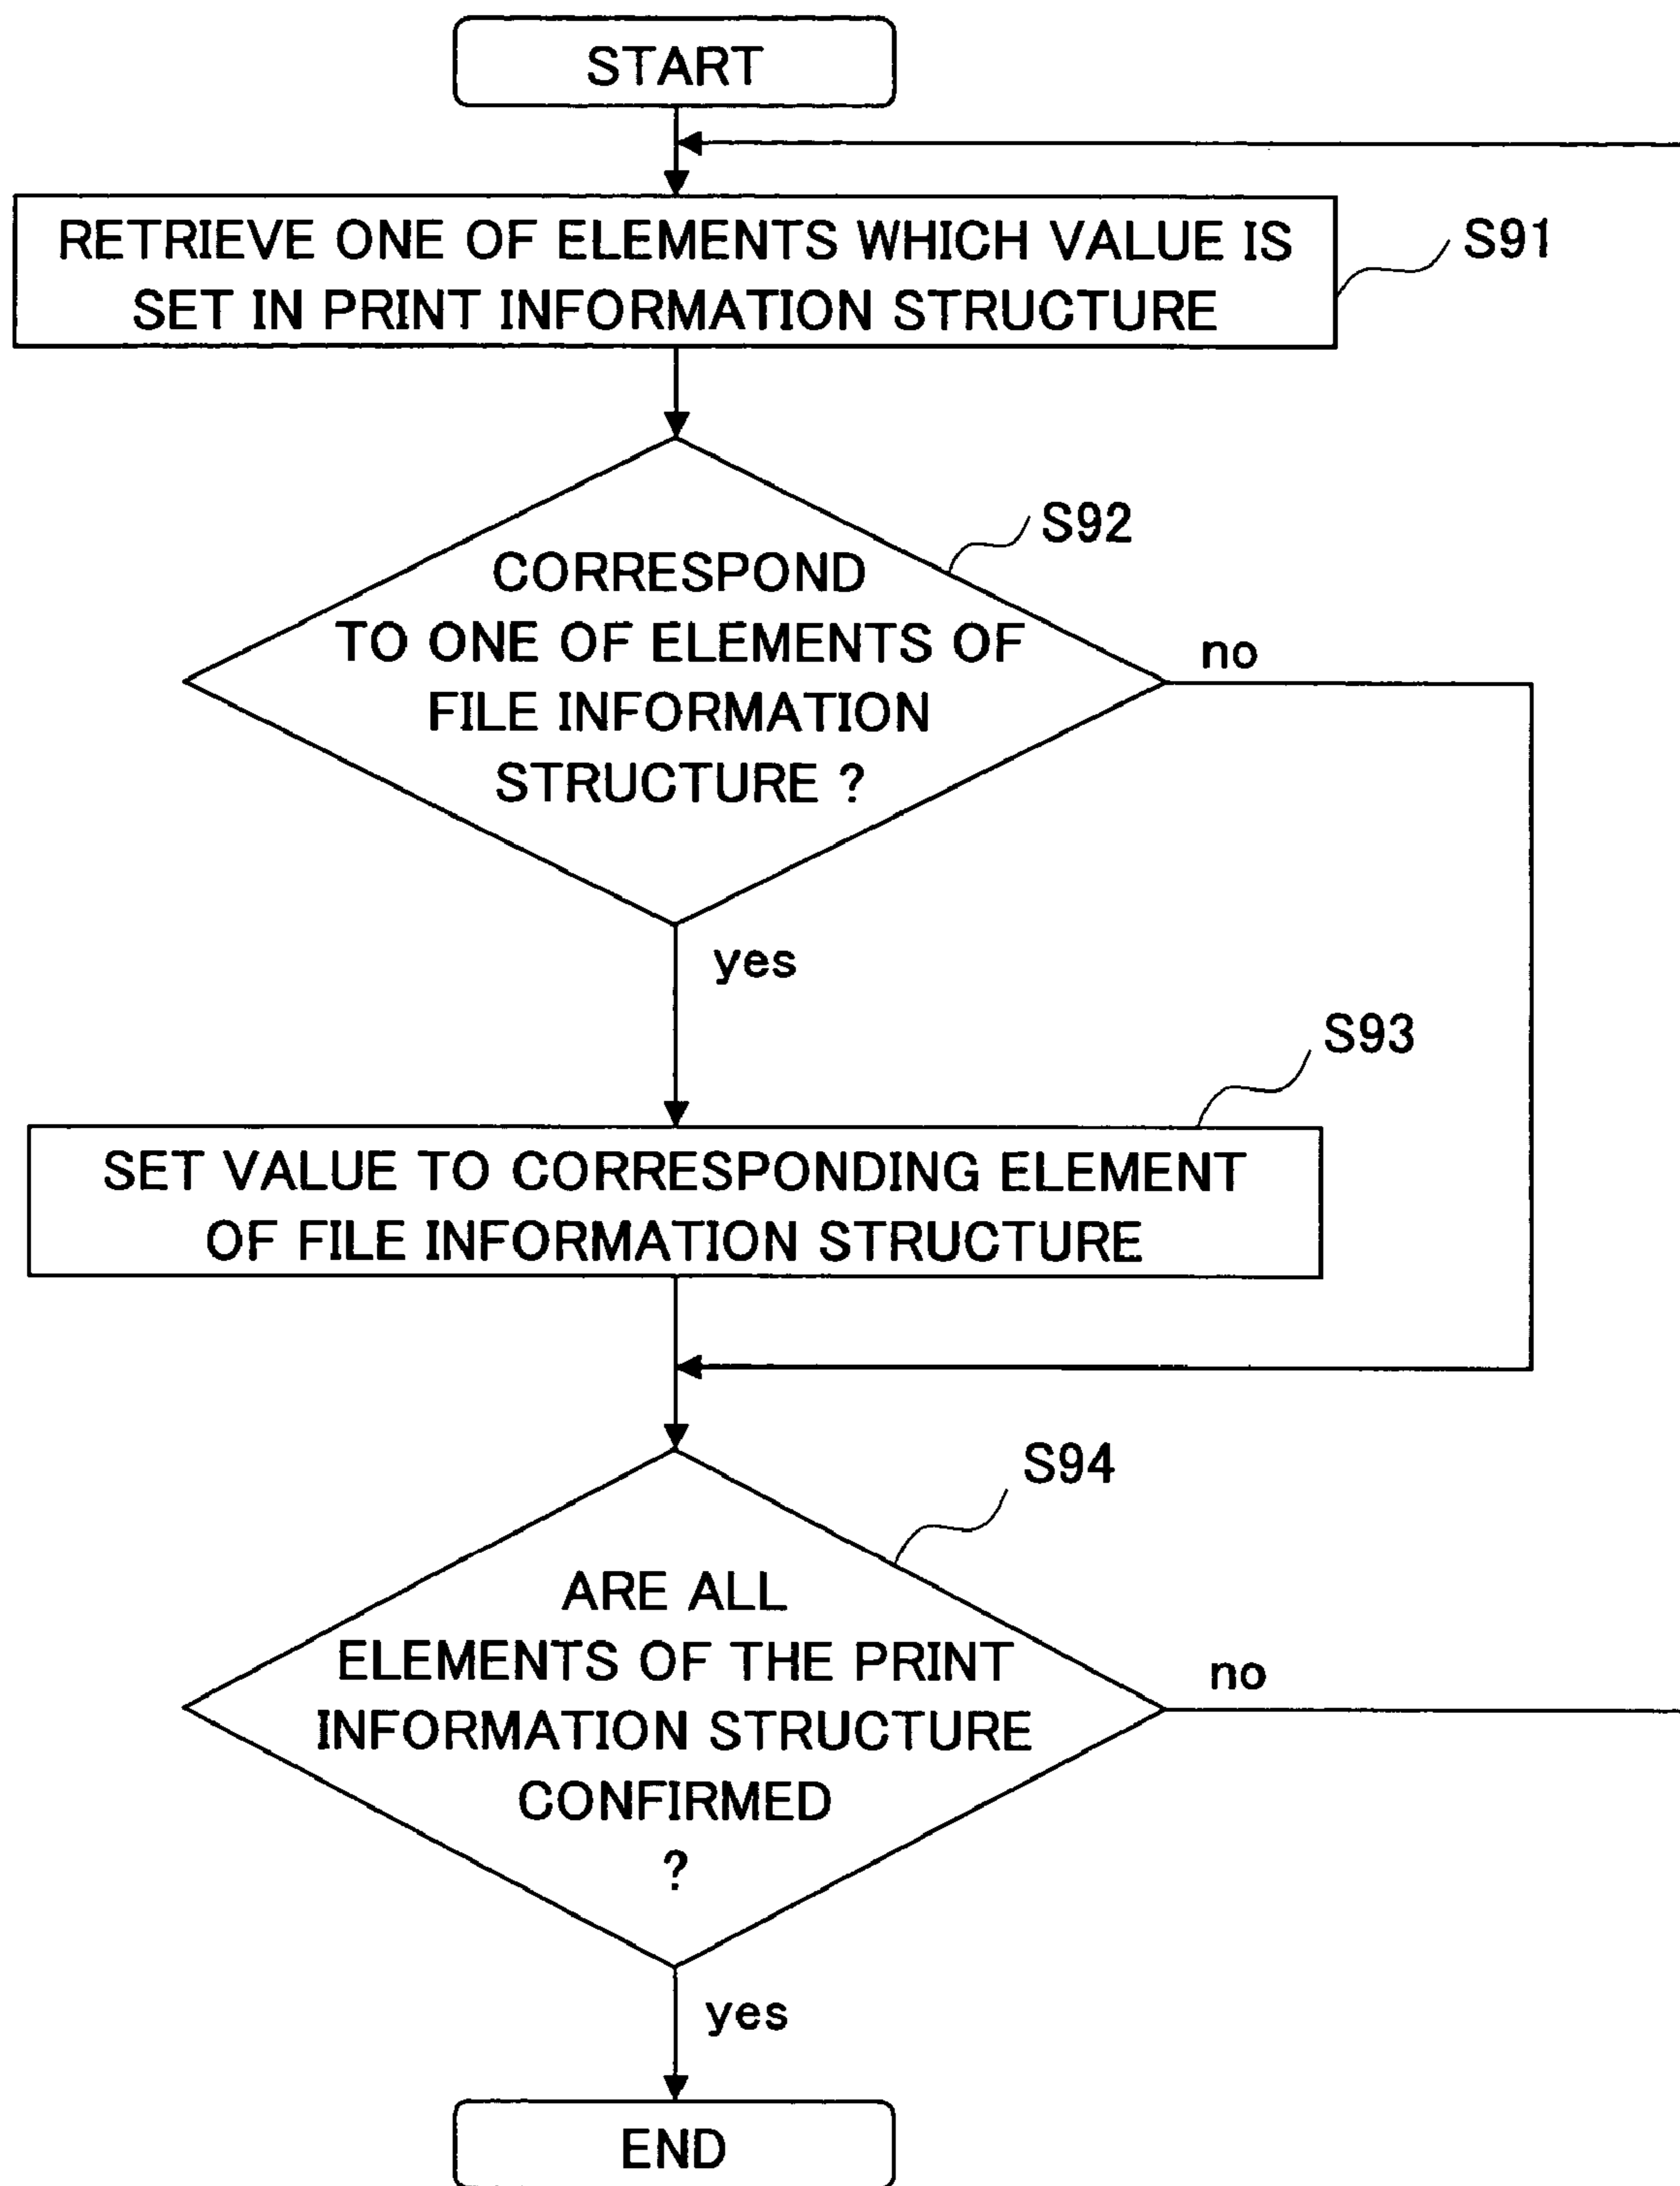 START
RETRIEVE ONE OF ELEMENTS WHICH VALUE IS
SET IN PRINT INFORMATION STRUCTURE
S91
S92
CORRESPOND
TO ONE OF ELEMENTS OF
FILE INFORMATION
STRUCTURE ?
no
yes
S93
SET VALUE TO CORRESPONDING ELEMENT
OF FILE INFORMATION STRUCTURE
S94
ARE ALL
ELEMENTS OF THE PRINT
INFORMATION STRUCTURE
CONFIRMED
?
no
yes
END